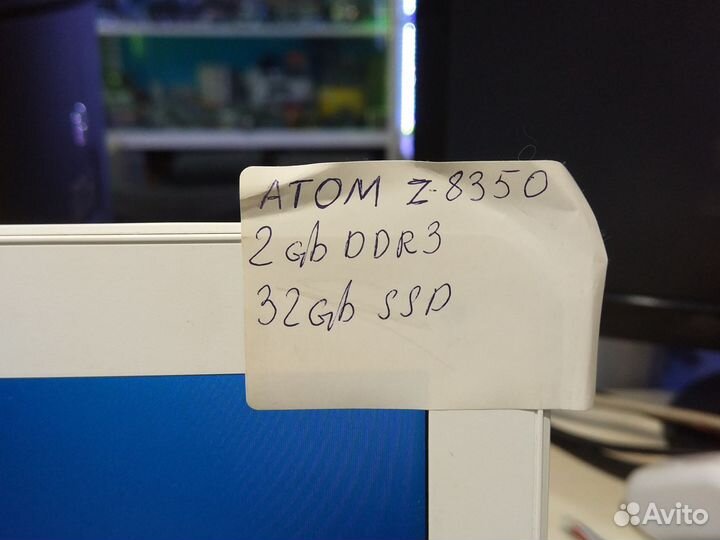 ATOM Z-8350
2Gb DDR3
32Gb SSD
Avito